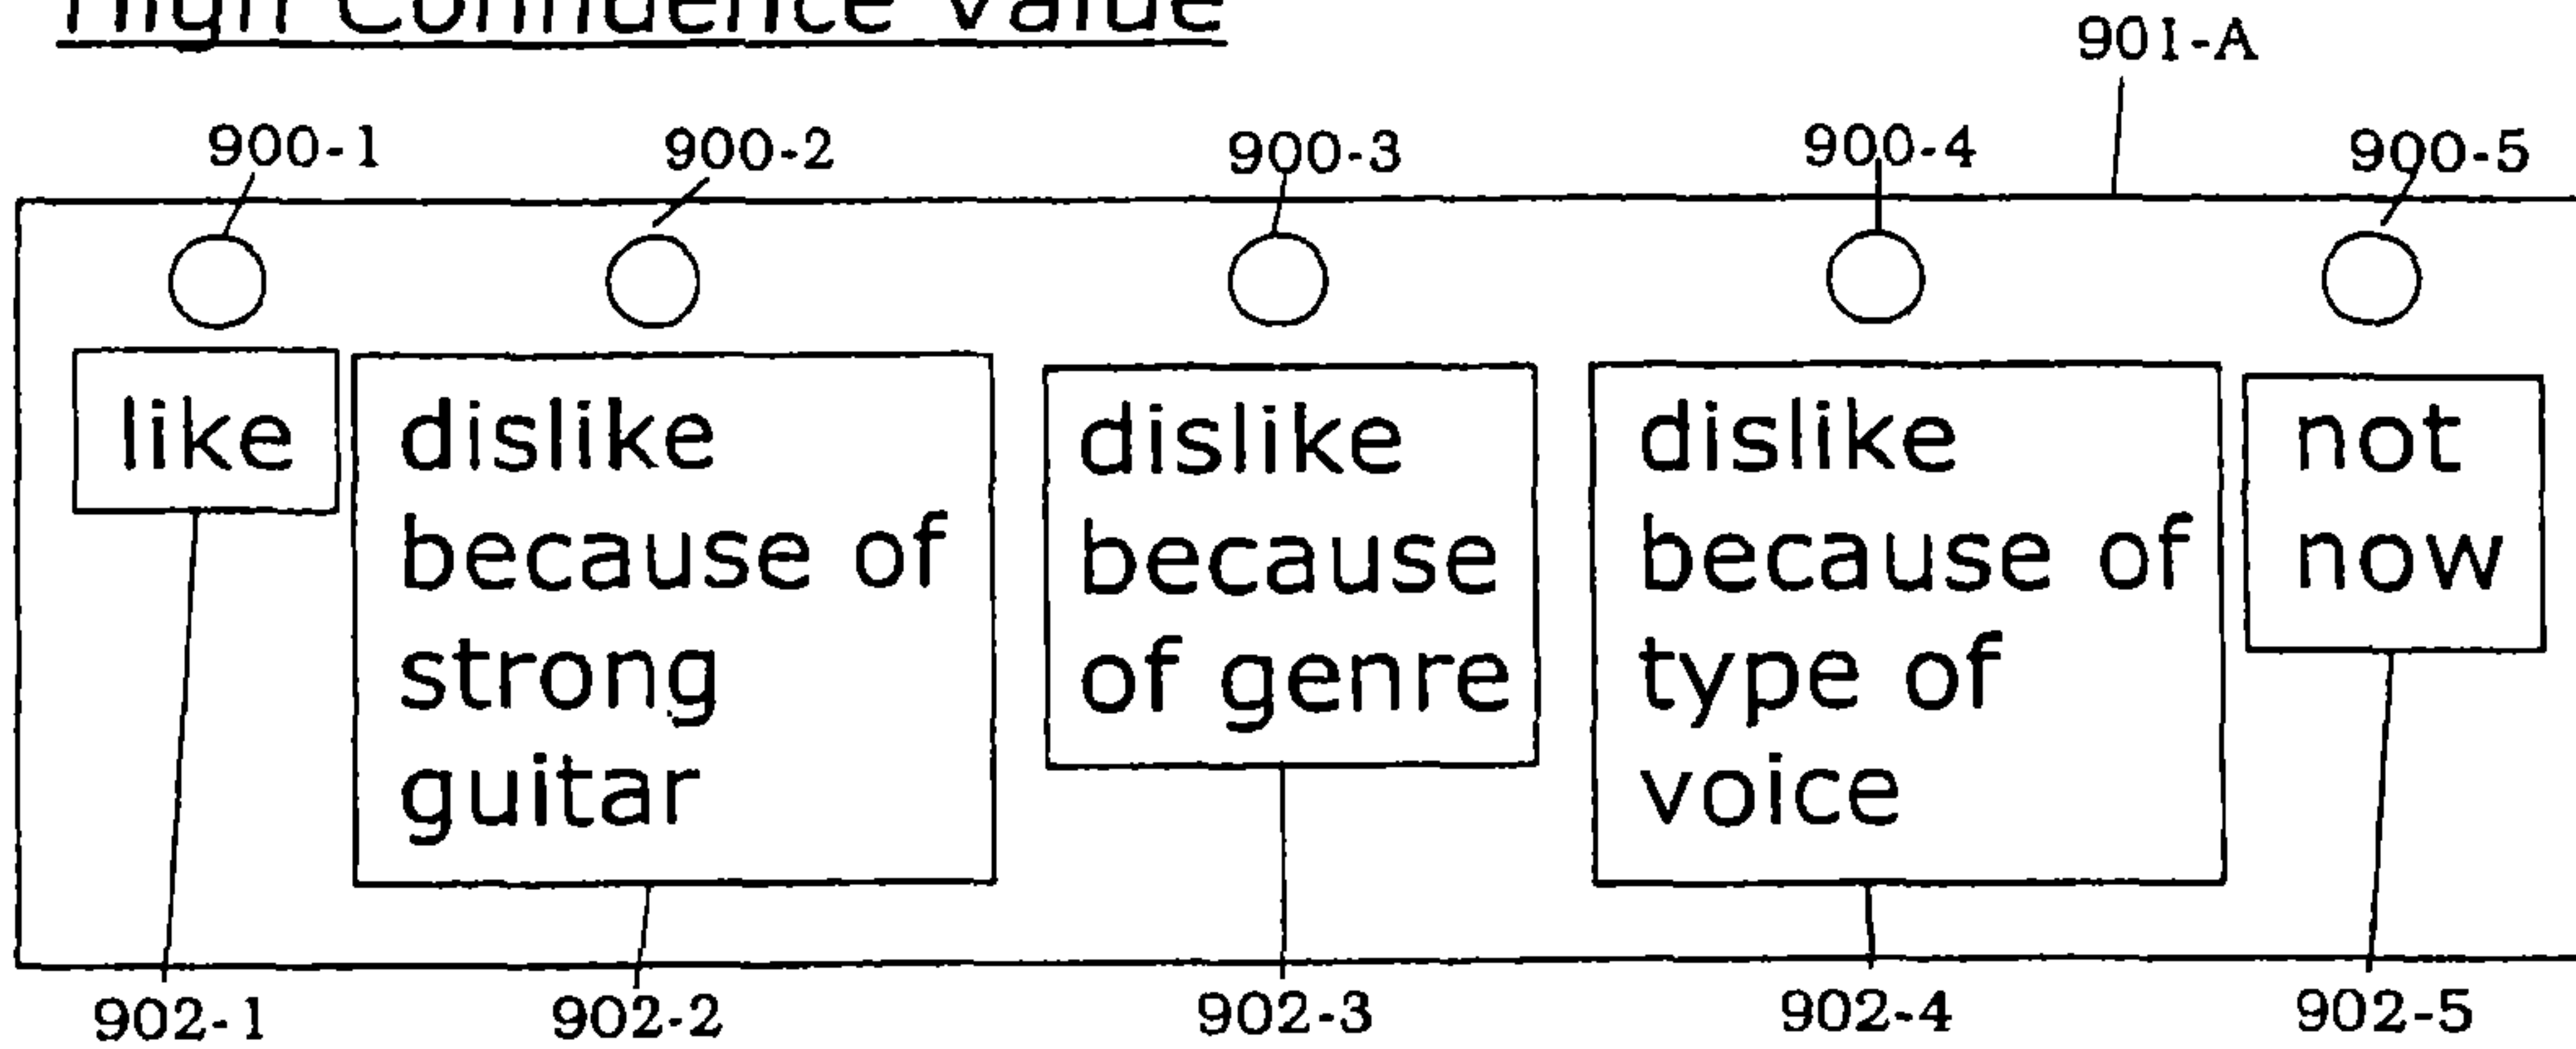 High Confidence Value
901-A
900-1 900-2 900-3 900-4 900-5
like
dislike
because of
strong
guitar
dislike
because
of genre
dislike
because of
type of
voice
not
now
902-1 902-2 902-3 902-4 902-5